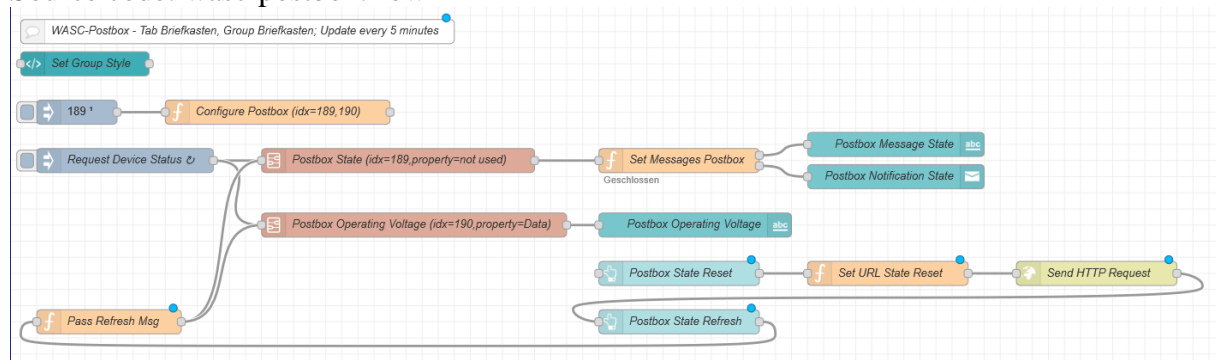 WASC-Postbox - Tab Briefkasten, Group Briefkasten; Update every 5 minutes
</> Set Group Style
189 ¹
f Configure Postbox (idx=189,190)
Request Device Status ↻
Postbox State (idx=189,property=not used)
f Set Messages Postbox
Geschlossen
Postbox Message State abc
Postbox Notification State
Postbox Operating Voltage (idx=190,property=Data)
Postbox Operating Voltage abc
Postbox State Reset
f Set URL State Reset
Send HTTP Request
f Pass Refresh Msg
Postbox State Refresh